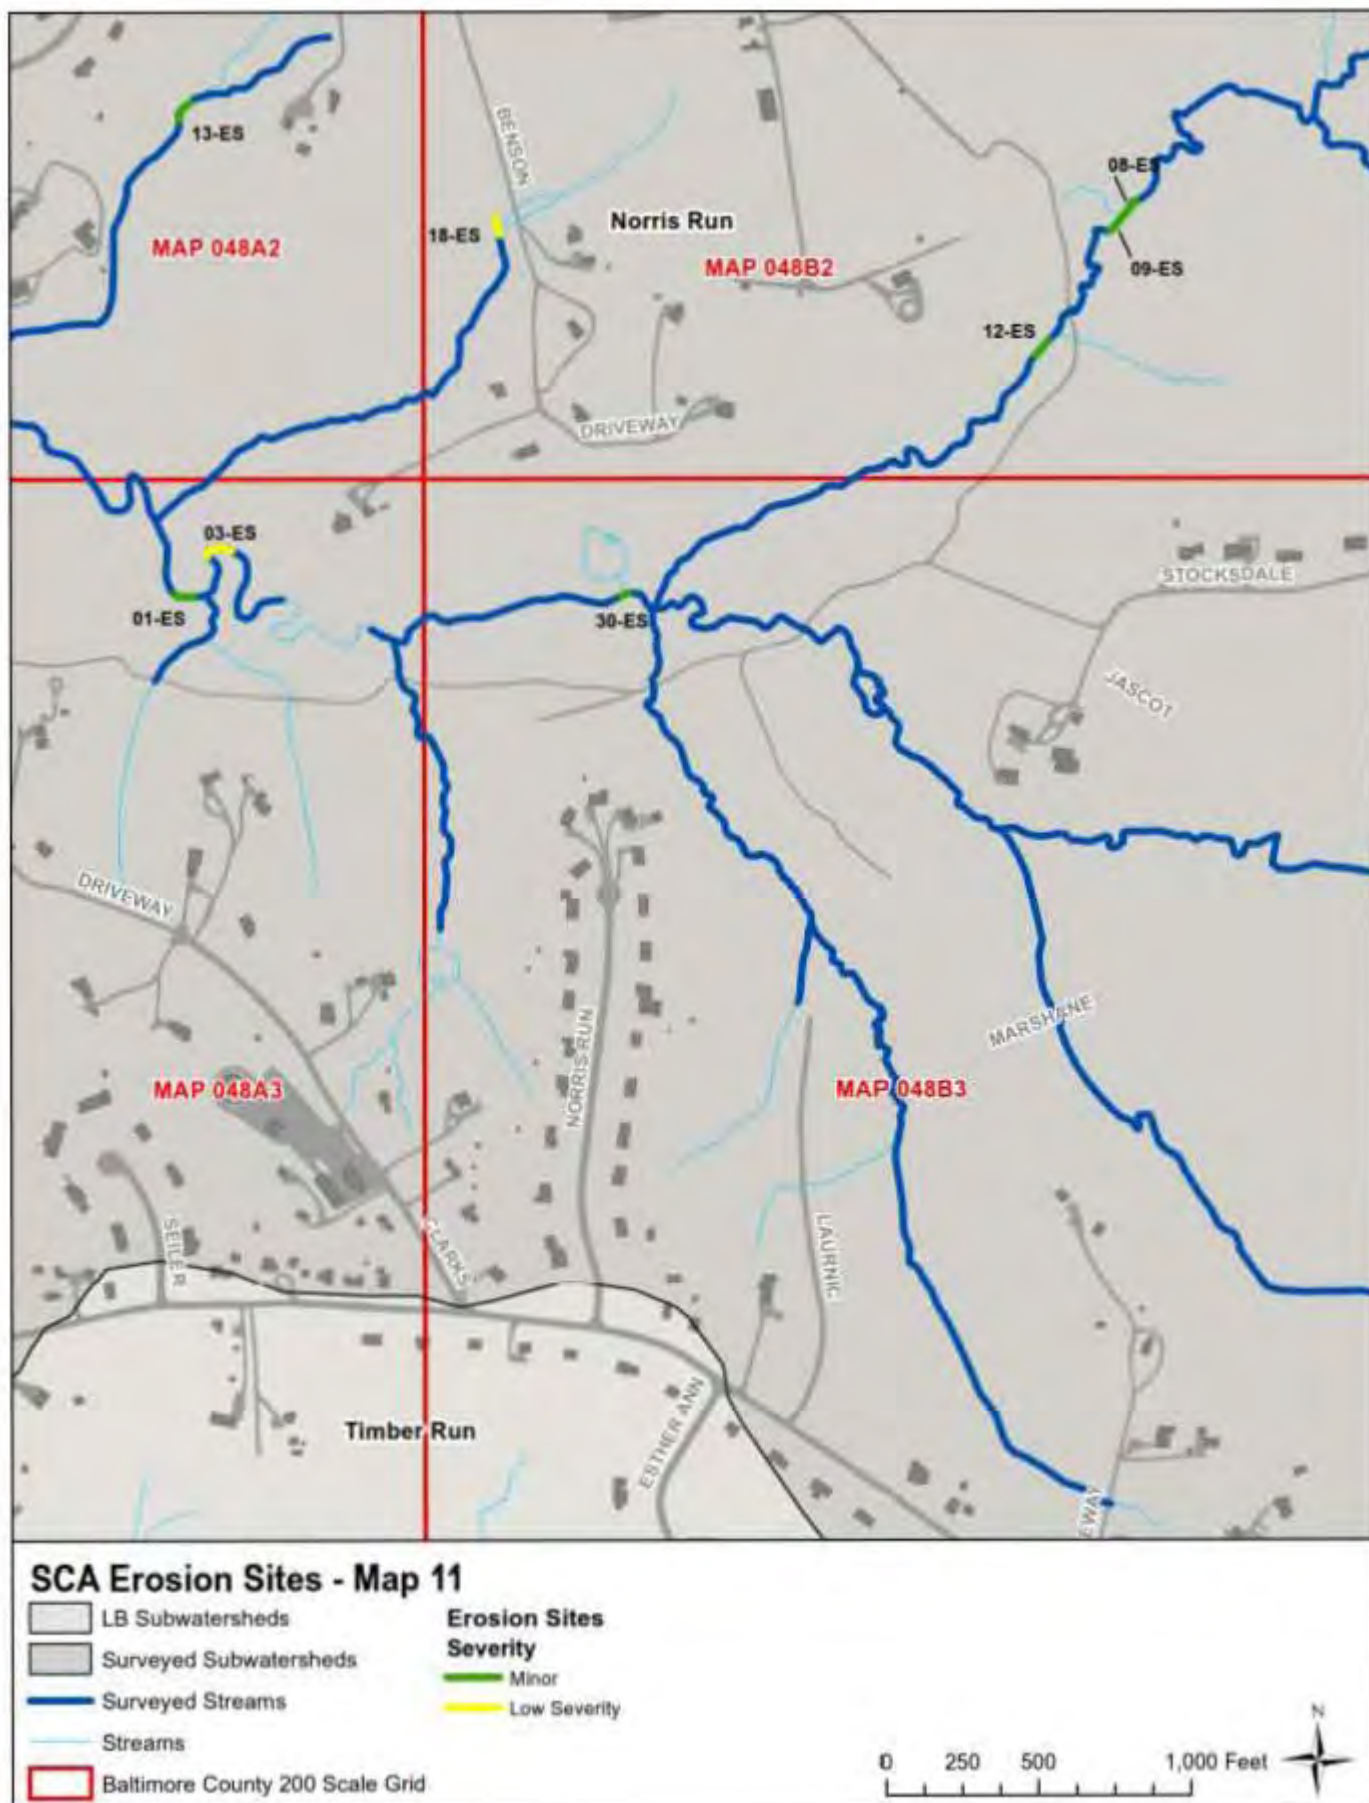 13-ES
BENSON
08-ES
Norris Run
18-ES
MAP 048A2
MAP 048B2
09-ES
12-ES
DRIVEWAY
03-ES
STOCKSDALE
01-ES
30-ES
JASCOT
DRIVEWAY
MARSHANE
NORRIS RUN
MAP 048A3
MAP 048B3
SEILER
CLARKS
LAURNIC
ESTHER ANN
Timber Run
EWAY
SCA Erosion Sites - Map 11
LB Subwatersheds
Surveyed Subwatersheds
Surveyed Streams
Streams
Baltimore County 200 Scale Grid
Erosion Sites
Severity
Minor
Low Severity
N
0 250 500 1,000 Feet